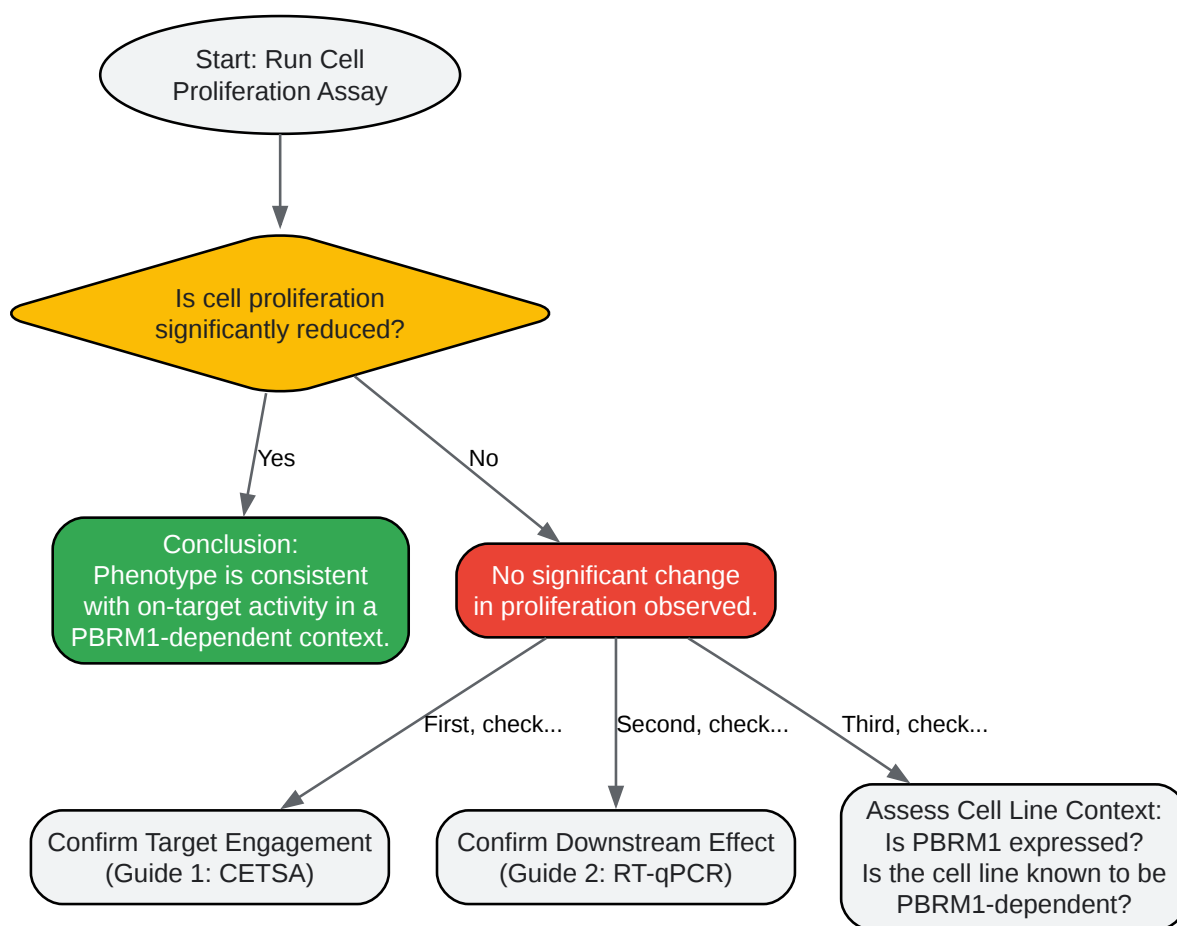 Start: Run Cell
Proliferation Assay
Is cell proliferation
significantly reduced?
Yes
No
Conclusion:
Phenotype is consistent
with on-target activity in a
PBRM1-dependent context.
No significant change
in proliferation observed.
First, check...
Second, check...
Third, check...
Confirm Target Engagement
(Guide 1: CETSA)
Confirm Downstream Effect
(Guide 2: RT-qPCR)
Assess Cell Line Context:
Is PBRM1 expressed?
Is the cell line known to be
PBRM1-dependent?